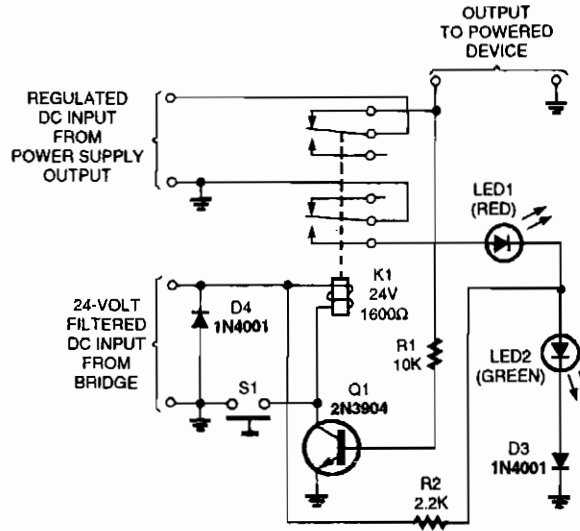 OUTPUT
TO POWERED
DEVICE
REGULATED
DC INPUT
FROM
POWER SUPPLY
OUTPUT
LED1
(RED)
K1
24V
1600Ω
24-VOLT
FILTERED
DC INPUT
FROM
BRIDGE
D4
1N4001
R1
10K
LED2
(GREEN)
S1
Q1
2N3904
D3
1N4001
R2
2.2K